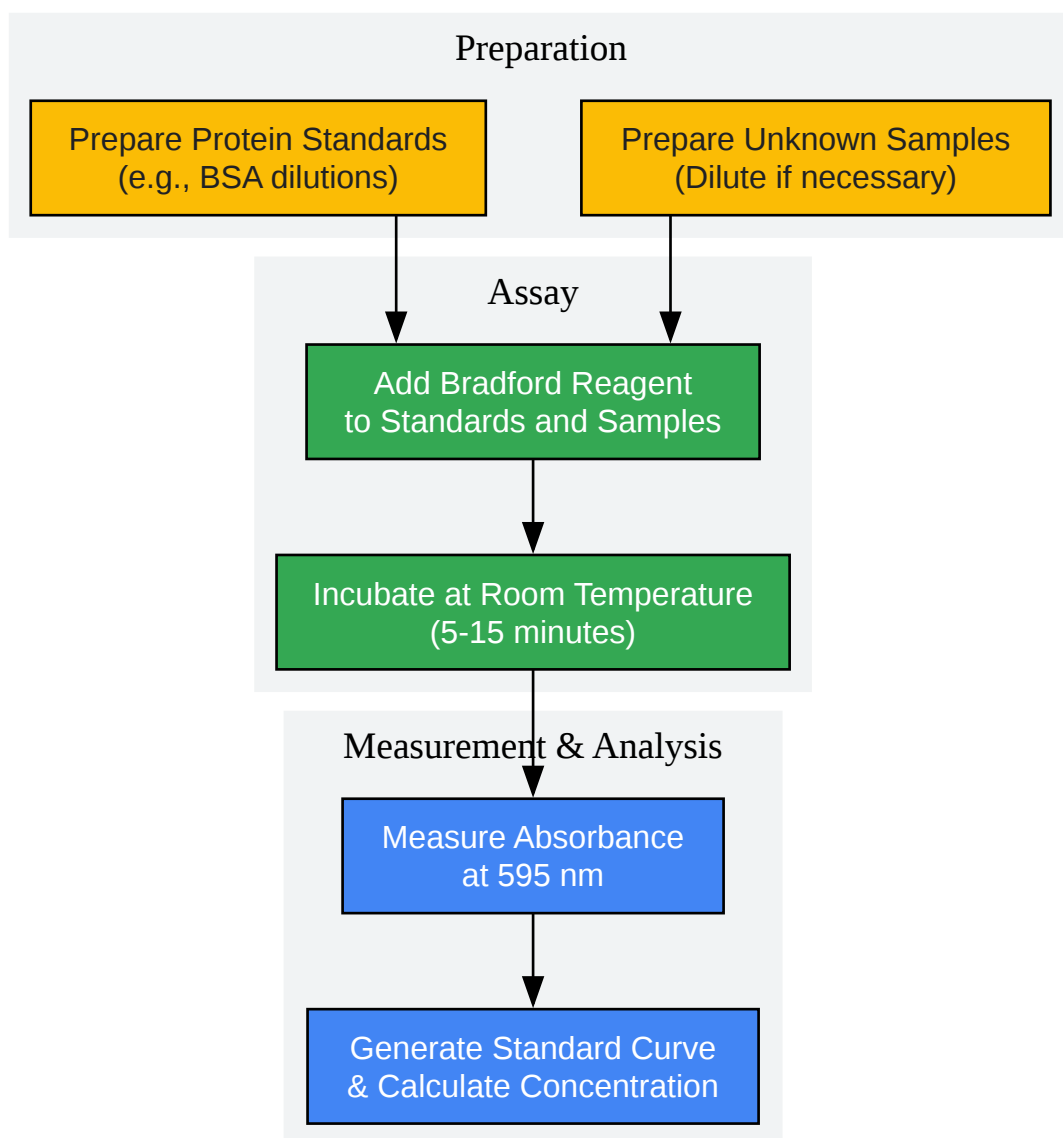 Preparation
Prepare Protein Standards
(e.g., BSA dilutions)
Prepare Unknown Samples
(Dilute if necessary)
Assay
Add Bradford Reagent
to Standards and Samples
Incubate at Room Temperature
(5-15 minutes)
Measurement & Analysis
Measure Absorbance
at 595 nm
Generate Standard Curve
& Calculate Concentration